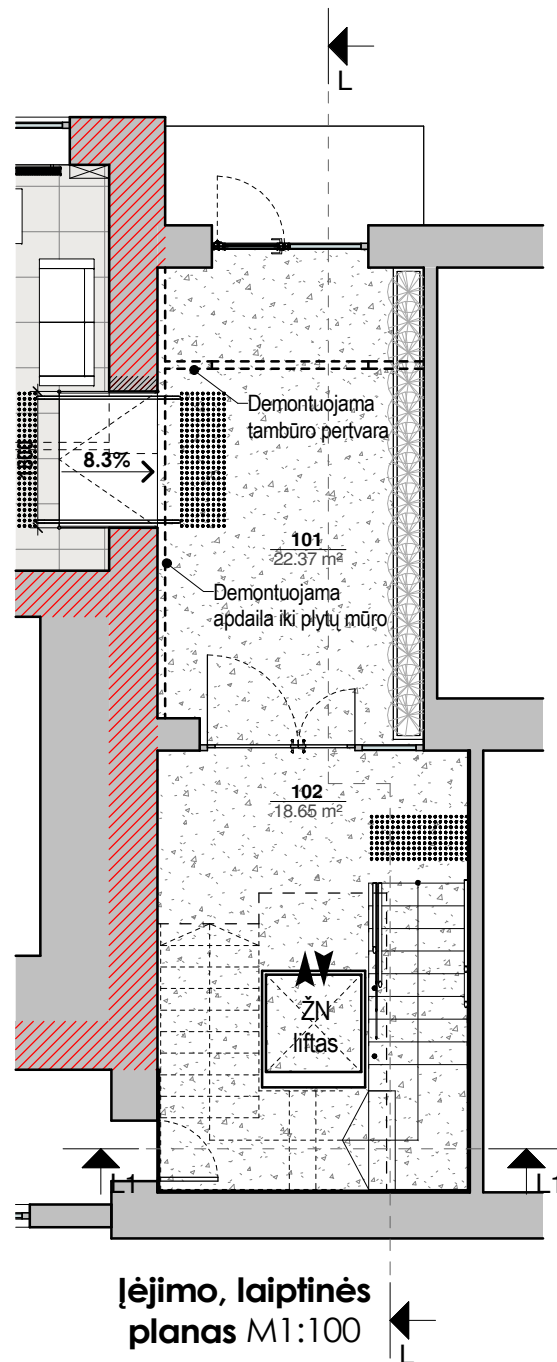 L
Demontuojama
tambūro pertvara
1300
8.3%
101
22.37 m²
Demontuojama
apdaila iki plytų mūro
102
18.65 m²
ŽN
liftas
L1
L1
Įėjimo, laiptinės
planas M1:100
L